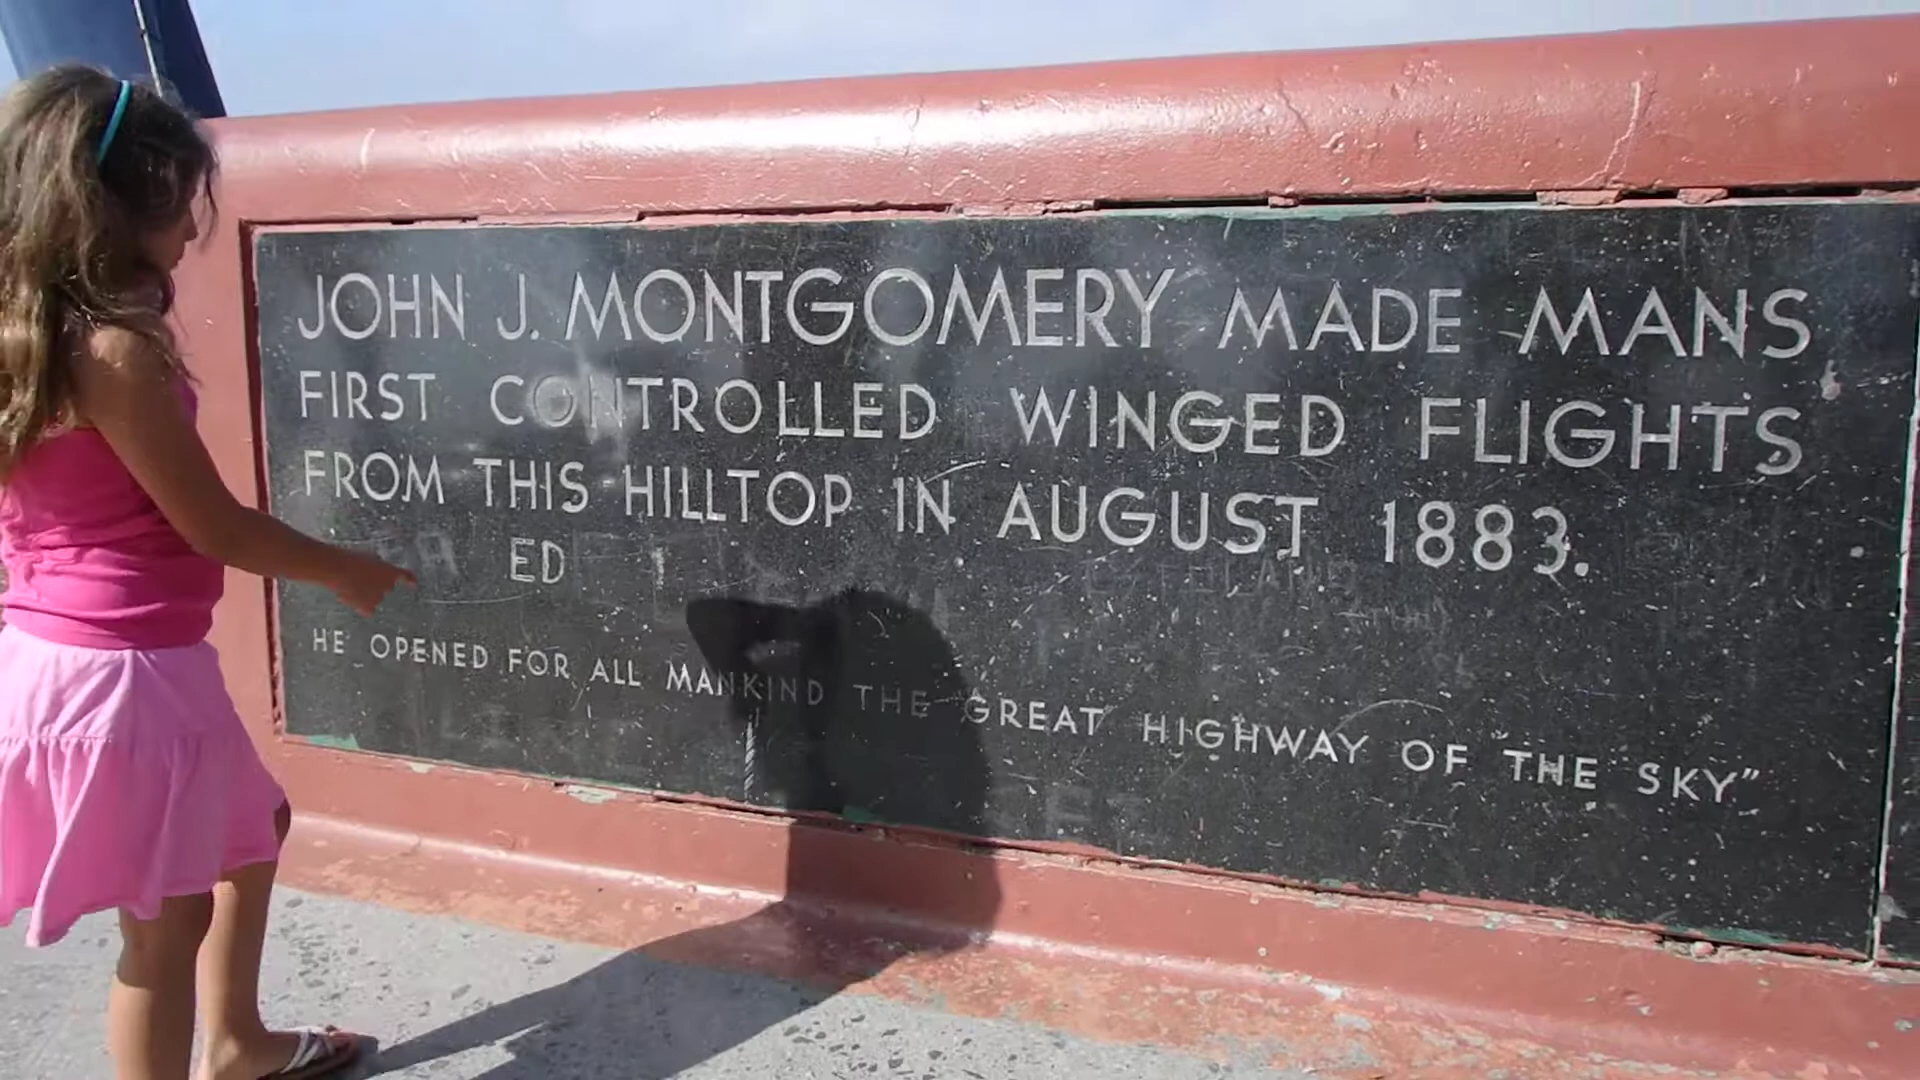 JOHN J. MONTGOMERY MADE MANS
FIRST CONTROLLED WINGED FLIGHTS
FROM THIS HILLTOP IN AUGUST 1883.
ED
HE OPENED FOR ALL MANKIND THE "GREAT HIGHWAY OF THE SKY"